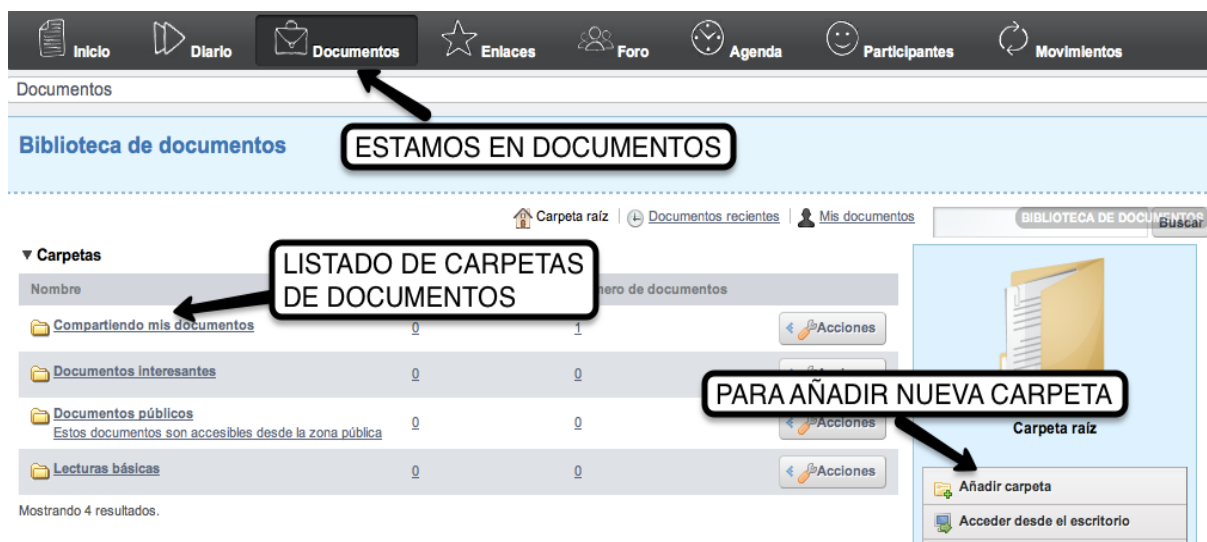 Inicio Diario Documentos Enlaces Foro Agenda Participantes Movimientos
Documentos
ESTAMOS EN DOCUMENTOS
Biblioteca de documentos
Carpeta raíz Documentos recientes Mis documentos
BIBLIOTECA DE DOCUMENTOS
Buscar
Carpetas
LISTADO DE CARPETAS
DE DOCUMENTOS
Nombre de documentos
Compartiendo mis documentos 0 1 Acciones
Documentos interesantes 0 0
PARA AÑADIR NUEVA CARPETA
Documentos públicos 0 0 Acciones
Estos documentos son accesibles desde la zona pública
Carpeta raíz
Lecturas básicas 0 0 Acciones
Añadir carpeta
Mostrando 4 resultados.
Acceder desde el escritorio